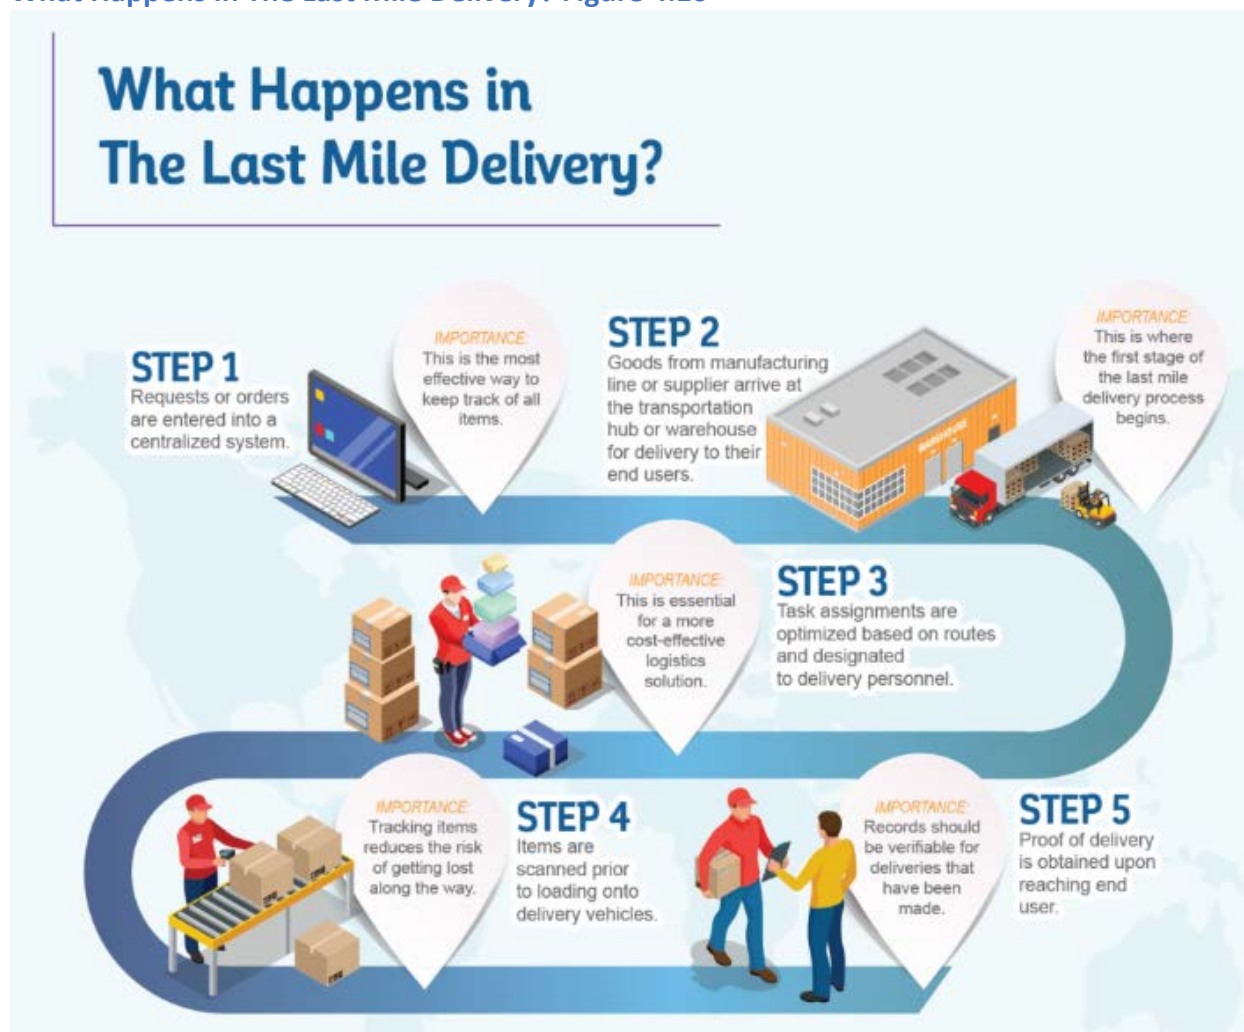 What Happens in
The Last Mile Delivery?
STEP 1
Requests or orders
are entered into a
centralized system.
IMPORTANCE:
This is the most
effective way to
keep track of all
items.
STEP 2
Goods from manufacturing
line or supplier arrive at
the transportation
hub or warehouse
for delivery to their
end users.
WAREHOUSE
IMPORTANCE:
This is where
the first stage of
the last mile
delivery process
begins.
IMPORTANCE:
This is essential
for a more
cost-effective
logistics
solution.
STEP 3
Task assignments are
optimized based on routes
and designated
to delivery personnel.
IMPORTANCE:
Tracking items
reduces the risk
of getting lost
along the way.
STEP 4
Items are
scanned prior
to loading onto
delivery vehicles.
IMPORTANCE:
Records should
be verifiable for
deliveries that
have been
made.
STEP 5
Proof of delivery
is obtained upon
reaching end
user.